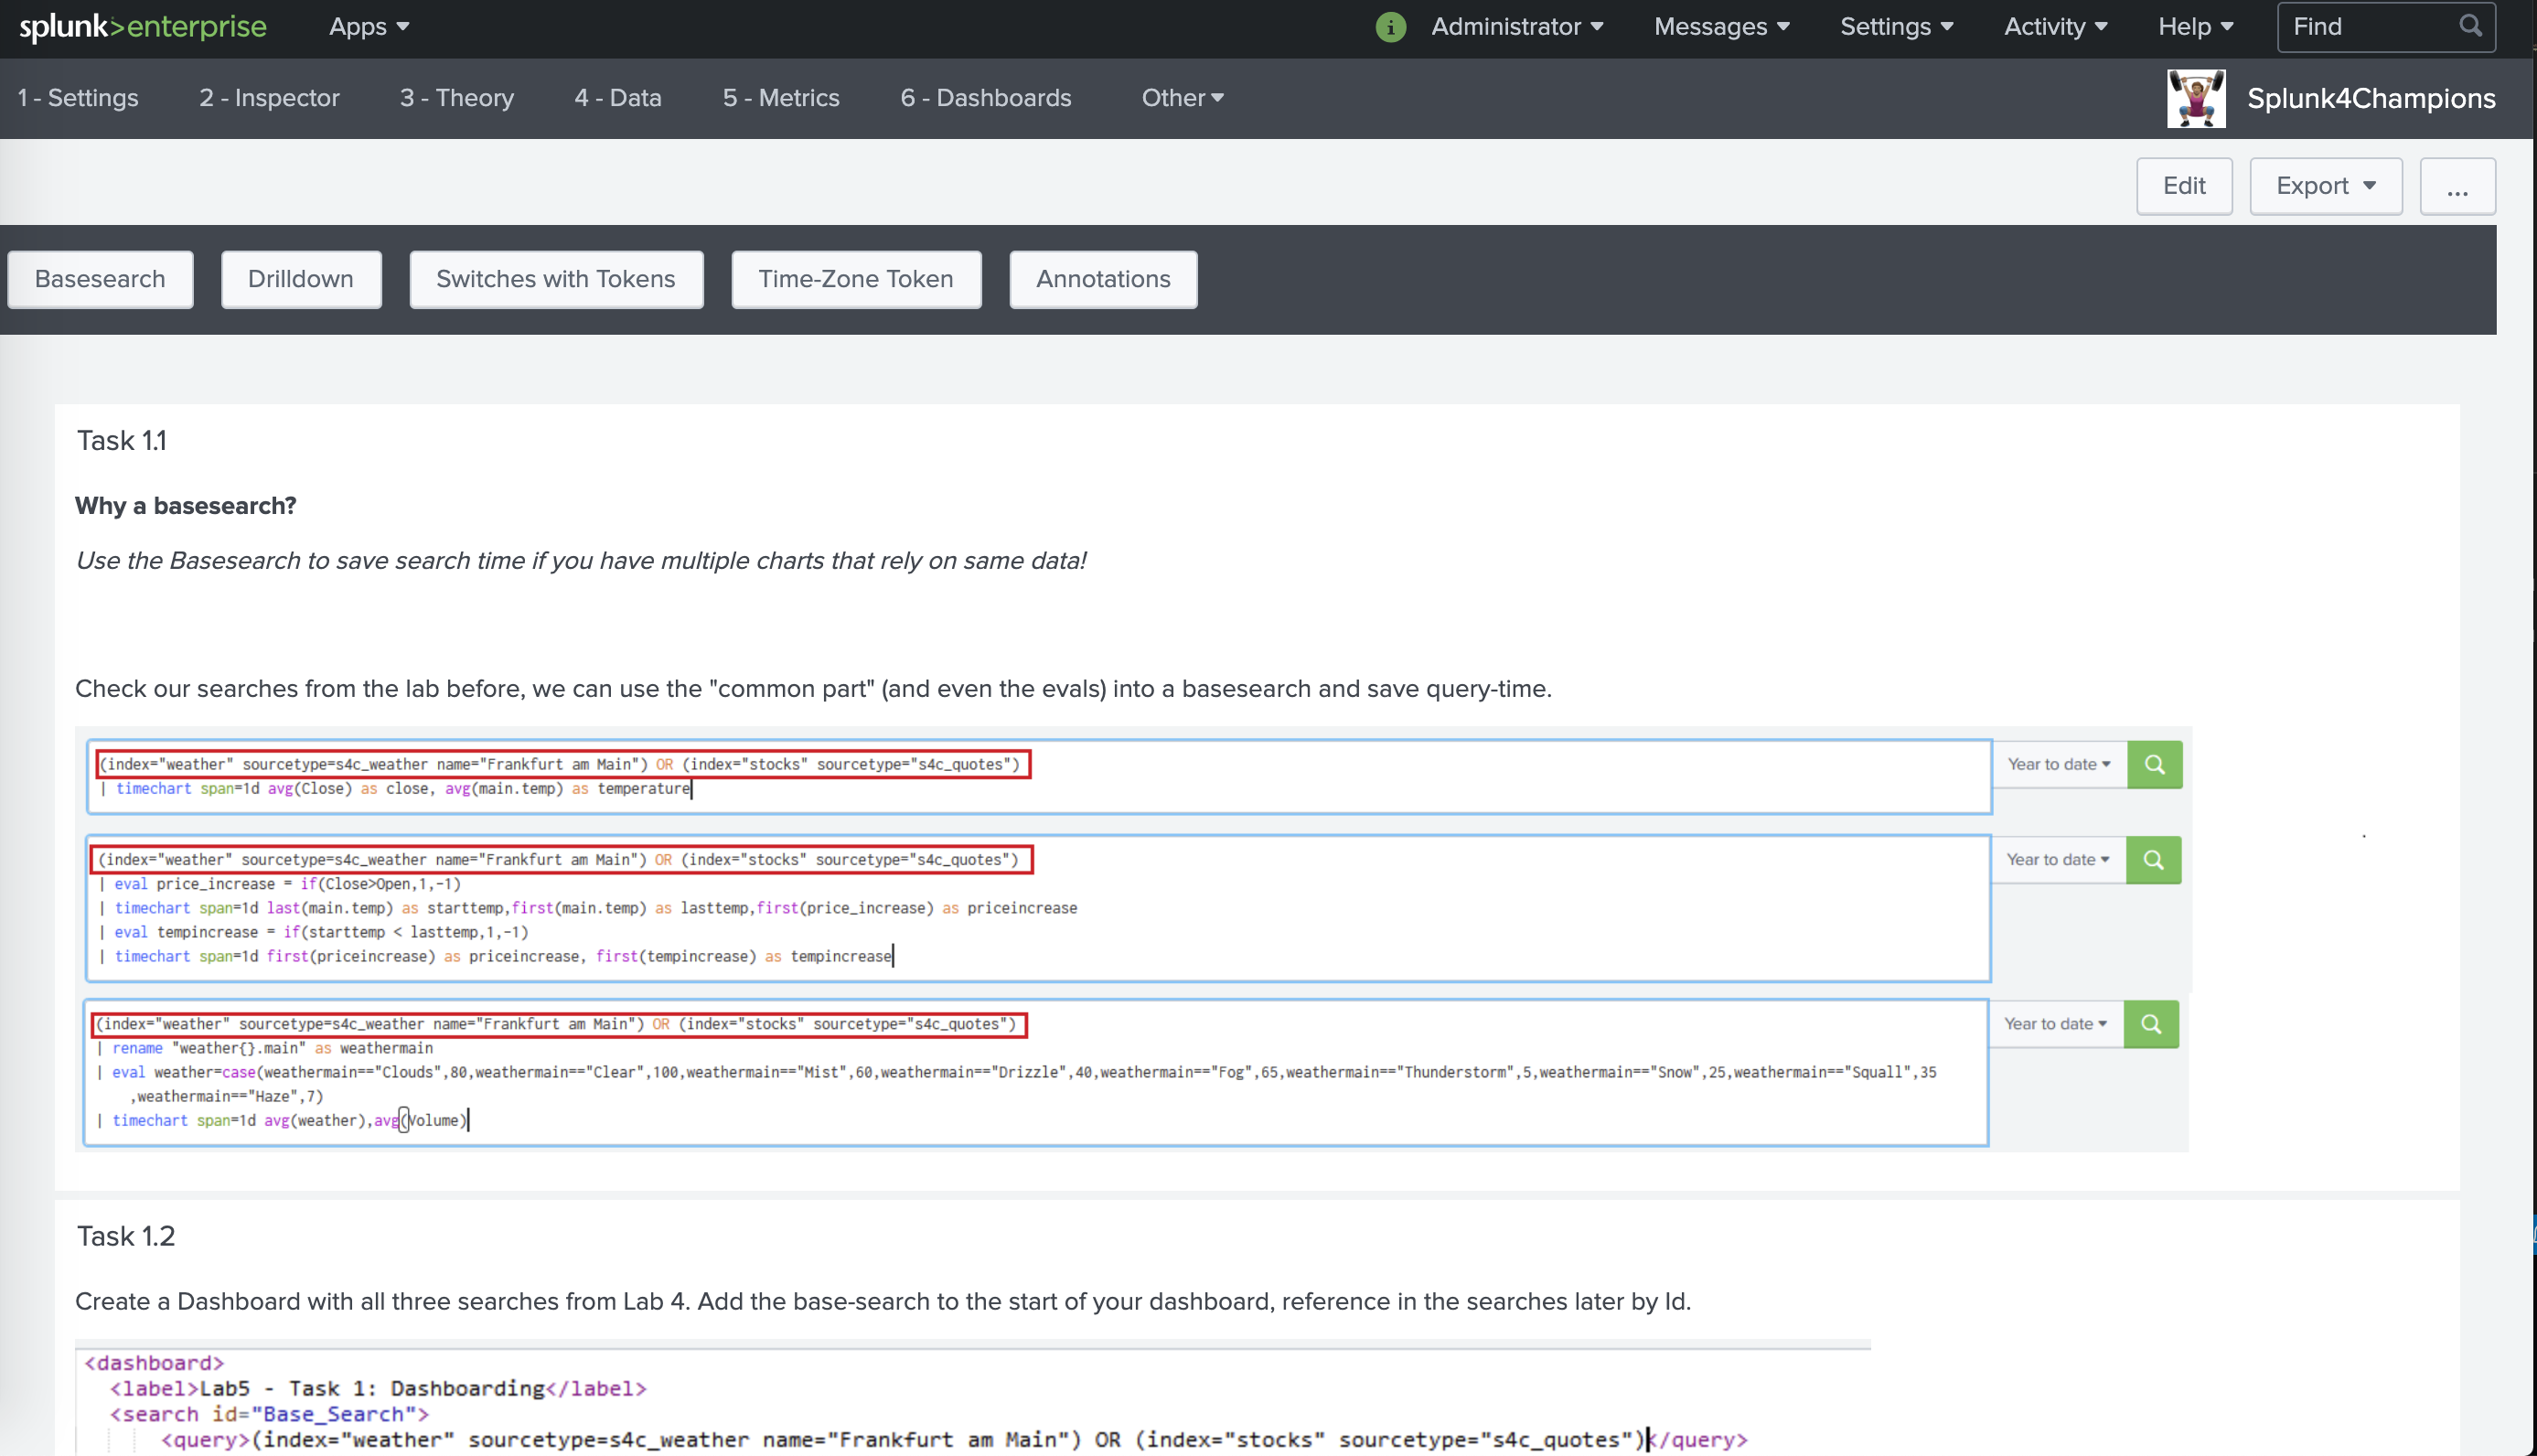 splunk>enterprise Apps Administrator Messages Settings Activity Help Find
1 - Settings 2 - Inspector 3 - Theory 4 - Data 5 - Metrics 6 - Dashboards Other Splunk4Champions
Edit Export ...
Basesearch Drilldown Switches with Tokens Time-Zone Token Annotations
Task 1.1
Why a basesearch?
Use the Basesearch to save search time if you have multiple charts that rely on same data!
Check our searches from the lab before, we can use the "common part" (and even the evals) into a basesearch and save query-time.
(index="weather" sourcetype=s4c_weather name="Frankfurt am Main") OR (index="stocks" sourcetype="s4c_quotes") Year to date
| timechart span=1d avg(Close) as close, avg(main.temp) as temperature
(index="weather" sourcetype=s4c_weather name="Frankfurt am Main") OR (index="stocks" sourcetype="s4c_quotes") Year to date
| eval price_increase = if(Close>Open,1,-1)
| timechart span=1d last(main.temp) as starttemp,first(main.temp) as lasttemp,first(price_increase) as priceincrease
| eval tempincrease = if(starttemp < lasttemp,1,-1)
| timechart span=1d first(priceincrease) as priceincrease, first(tempincrease) as tempincrease
(index="weather" sourcetype=s4c_weather name="Frankfurt am Main") OR (index="stocks" sourcetype="s4c_quotes") Year to date
| rename "weather{}.main" as weathermain
| eval weather=case(weathermain=="Clouds",80,weathermain=="Clear",100,weathermain=="Mist",60,weathermain=="Drizzle",40,weathermain=="Fog",65,weathermain=="Thunderstorm",5,weathermain=="Snow",25,weathermain=="Squall",35
,weathermain=="Haze",7)
| timechart span=1d avg(weather),avg(Volume)
Task 1.2
Create a Dashboard with all three searches from Lab 4. Add the base-search to the start of your dashboard, reference in the searches later by Id.
<dashboard>
<label>Lab5 - Task 1: Dashboarding</label>
<search id="Base_Search">
<query>(index="weather" sourcetype=s4c_weather name="Frankfurt am Main") OR (index="stocks" sourcetype="s4c_quotes")</query>